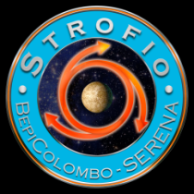 • STROFIO •
BEPICOLOMBO - SERENA